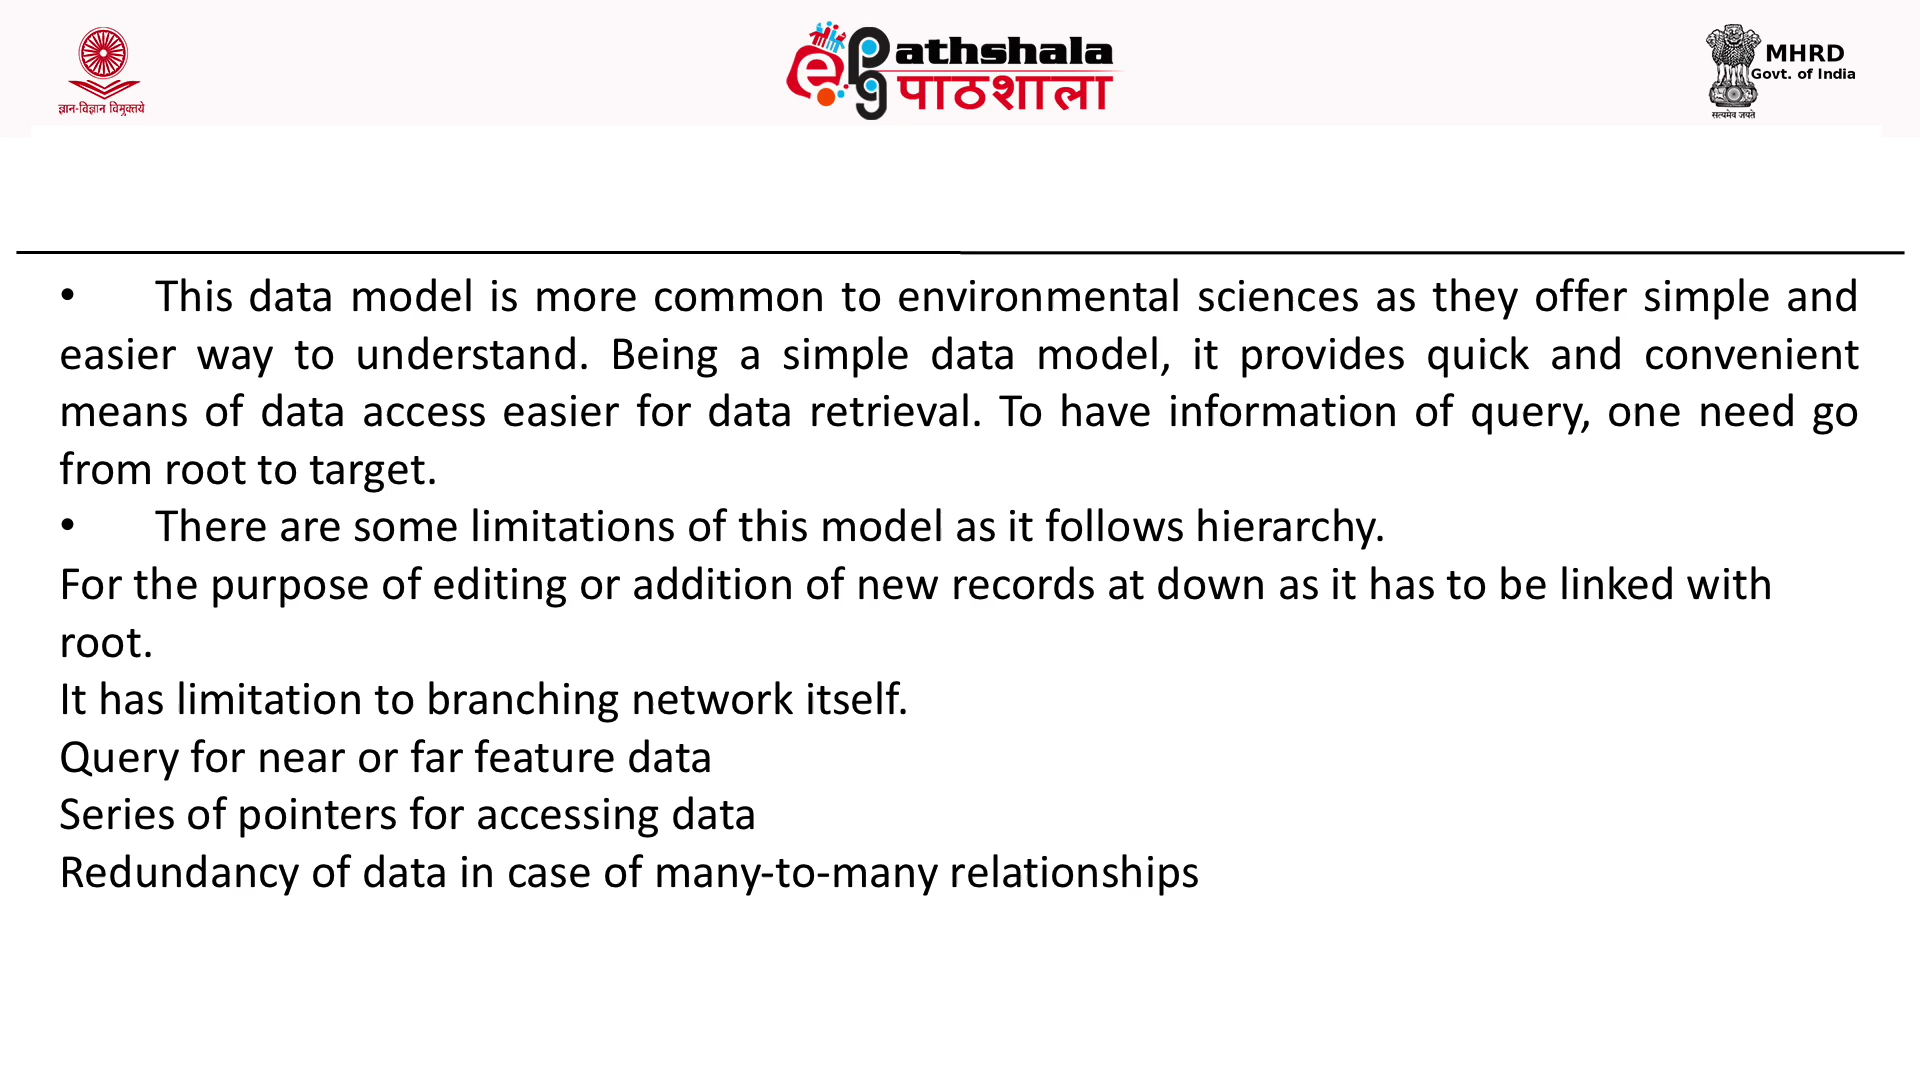 ज्ञान-विज्ञान विमुक्तये
ePathshala
पाठशाला
MHRD
Govt. of India
सत्यमेव जयते
• This data model is more common to environmental sciences as they offer simple and
easier way to understand. Being a simple data model, it provides quick and convenient
means of data access easier for data retrieval. To have information of query, one need go
from root to target.
• There are some limitations of this model as it follows hierarchy.
For the purpose of editing or addition of new records at down as it has to be linked with
root.
It has limitation to branching network itself.
Query for near or far feature data
Series of pointers for accessing data
Redundancy of data in case of many-to-many relationships